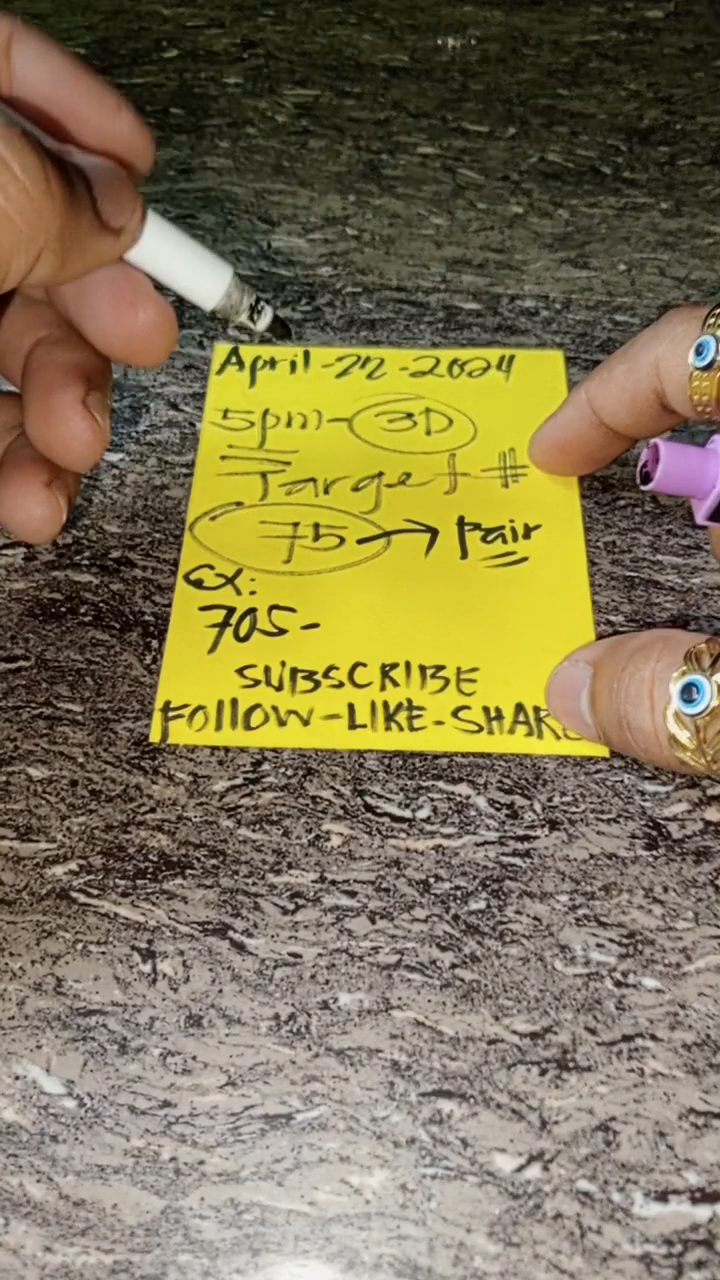 April-22-2024
5pm-3D
Target #
75→Pair
Ex:
705-
SUBSCRIBE
FOLLOW-LIKE-SHARE